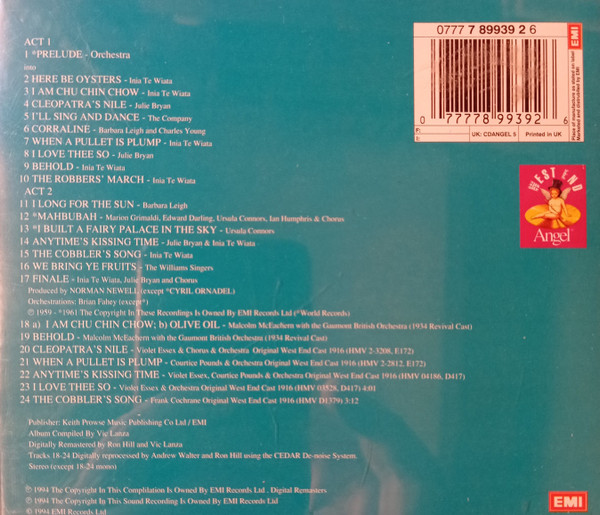 ACT 1
1 *PRELUDE - Orchestra
into
2 HERE BE OYSTERS - Inia Te Wiata
3 I AM CHU CHIN CHOW - Inia Te Wiata
4 CLEOPATRA'S NILE - Julie Bryan
5 I'LL SING AND DANCE - The Company
6 CORRALINE - Barbara Leigh and Charles Young
7 WHEN A PULLET IS PLUMP - Inia Te Wiata
8 I LOVE THEE SO - Julie Bryan
9 BEHOLD - Inia Te Wiata
10 THE ROBBERS' MARCH - Inia Te Wiata
ACT 2
11 I LONG FOR THE SUN - Barbara Leigh
12 *MAHBUBAH - Marion Grimaldi, Edward Darling, Ursula Connors, Ian Humphris & Chorus
13 *I BUILT A FAIRY PALACE IN THE SKY - Ursula Connors
14 ANYTIME'S KISSING TIME - Julie Bryan & Inia Te Wiata
15 THE COBBLER'S SONG - Inia Te Wiata
16 WE BRING YE FRUITS - The Williams Singers
17 FINALE - Inia Te Wiata, Julie Bryan and Chorus
Produced by NORMAN NEWELL (except *CYRIL ORNADEL)
Orchestrations: Brian Fahey (except*)
℗ 1959 - *1961 The Copyright In These Recordings Is Owned By EMI Records Ltd (*World Records)
18 a) I AM CHU CHIN CHOW; b) OLIVE OIL - Malcolm McEachern with the Gaumont British Orchestra (1934 Revival Cast)
19 BEHOLD - Malcolm McEachern with the Gaumont British Orchestra (1934 Revival Cast)
20 CLEOPATRA'S NILE - Violet Essex & Chorus & Orchestra Original West End Cast 1916 (HMV 2-3208, E172)
21 WHEN A PULLET IS PLUMP - Courtice Pounds & Orchestra Original West End Cast 1916 (HMV 2-2812, E172)
22 ANYTIME'S KISSING TIME - Violet Essex, Courtice Pounds & Orchestra Original West End Cast 1916 (HMV 04186, D417)
23 I LOVE THEE SO - Violet Essex & Orchestra Original West End Cast 1916 (HMV 03528, D417) 4:01
24 THE COBBLER'S SONG - Frank Cochrane Original West End Cast 1916 (HMV D1379) 3:12
Publisher: Keith Prowse Music Publishing Co Ltd / EMI
Album Compiled By Vic Lanza
Digitally Remastered by Ron Hill and Vic Lanza
Tracks 18-24 Digitally reprocessed by Andrew Walter and Ron Hill using the CEDAR De-noise System.
Stereo (except 18-24 mono)
℗ 1994 The Copyright In This Complilation Is Owned By EMI Records Ltd . Digital Remasters
℗ 1994 The Copyright In This Sound Recording Is Owned By EMI Records Ltd.
© 1994 EMI Records Ltd
0777 7 89939 2 6
0 77778 99392 6
UK: CDANGEL 5
Printed in UK
EMI
Place of manufacture as stated on label
Marketed and distributed by EMI
WEST END
Angel
EMI